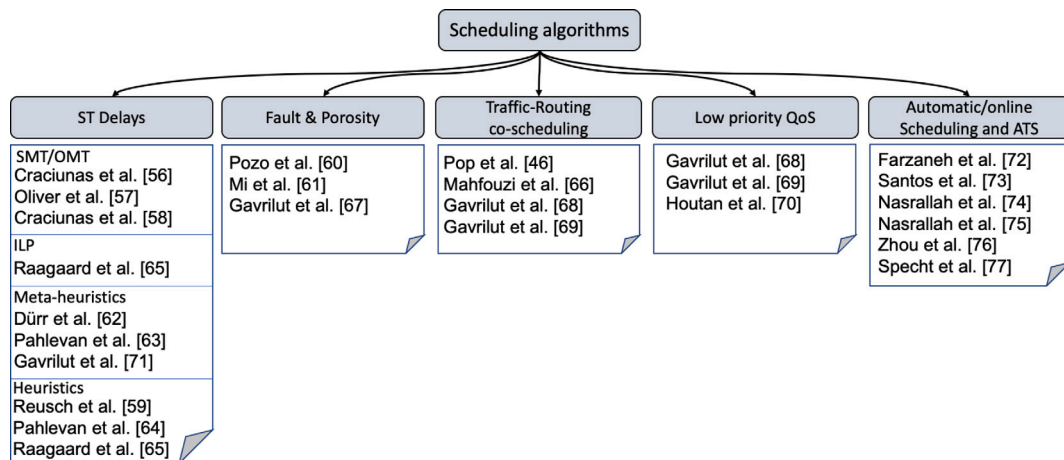 Scheduling algorithms
ST Delays
SMT/OMT
Craciunas et al. [56]
Oliver et al. [57]
Craciunas et al. [58]
ILP
Raagaard et al. [65]
Meta-heuristics
Dürr et al. [62]
Pahlevan et al. [63]
Gavrilut et al. [71]
Heuristics
Reusch et al. [59]
Pahlevan et al. [64]
Raagaard et al. [65]
Fault & Porosity
Pozo et al. [60]
Mi et al. [61]
Gavrilut et al. [67]
Traffic-Routing
co-scheduling
Pop et al. [46]
Mahfouzi et al. [66]
Gavrilut et al. [68]
Gavrilut et al. [69]
Low priority QoS
Gavrilut et al. [68]
Gavrilut et al. [69]
Houtan et al. [70]
Automatic/online
Scheduling and ATS
Farzaneh et al. [72]
Santos et al. [73]
Nasrallah et al. [74]
Nasrallah et al. [75]
Zhou et al. [76]
Specht et al. [77]